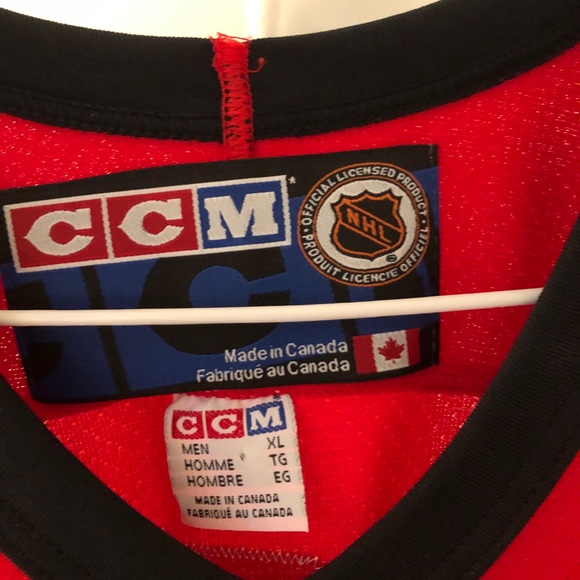 CCM
OFFICIAL LICENSED PRODUCT
NHL
PRODUIT LICENCIE OFFICIEL
Made in Canada
Fabriqué au Canada
CCM
MEN XL
HOMME TG
HOMBRE EG
MADE IN CANADA
FABRIQUÉ AU CANADA